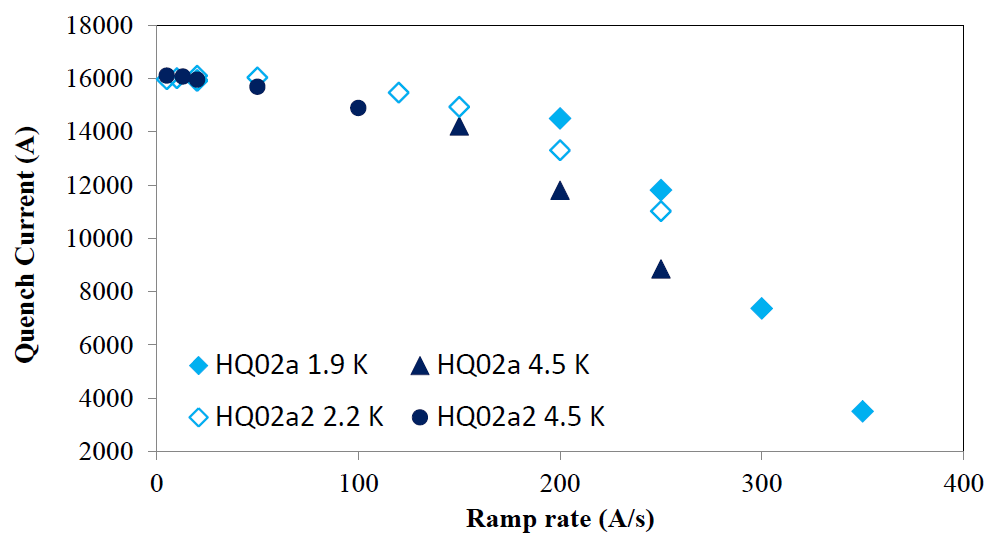 18000
16000
14000
12000
10000
8000
6000
4000
2000
Quench Current (A)
HQ02a 1.9 K
HQ02a 4.5 K
HQ02a2 2.2 K
HQ02a2 4.5 K
0
100
200
300
400
Ramp rate (A/s)